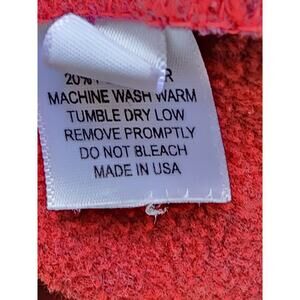 20%
MACHINE WASH WARM
TUMBLE DRY LOW
REMOVE PROMPTLY
DO NOT BLEACH
MADE IN USA